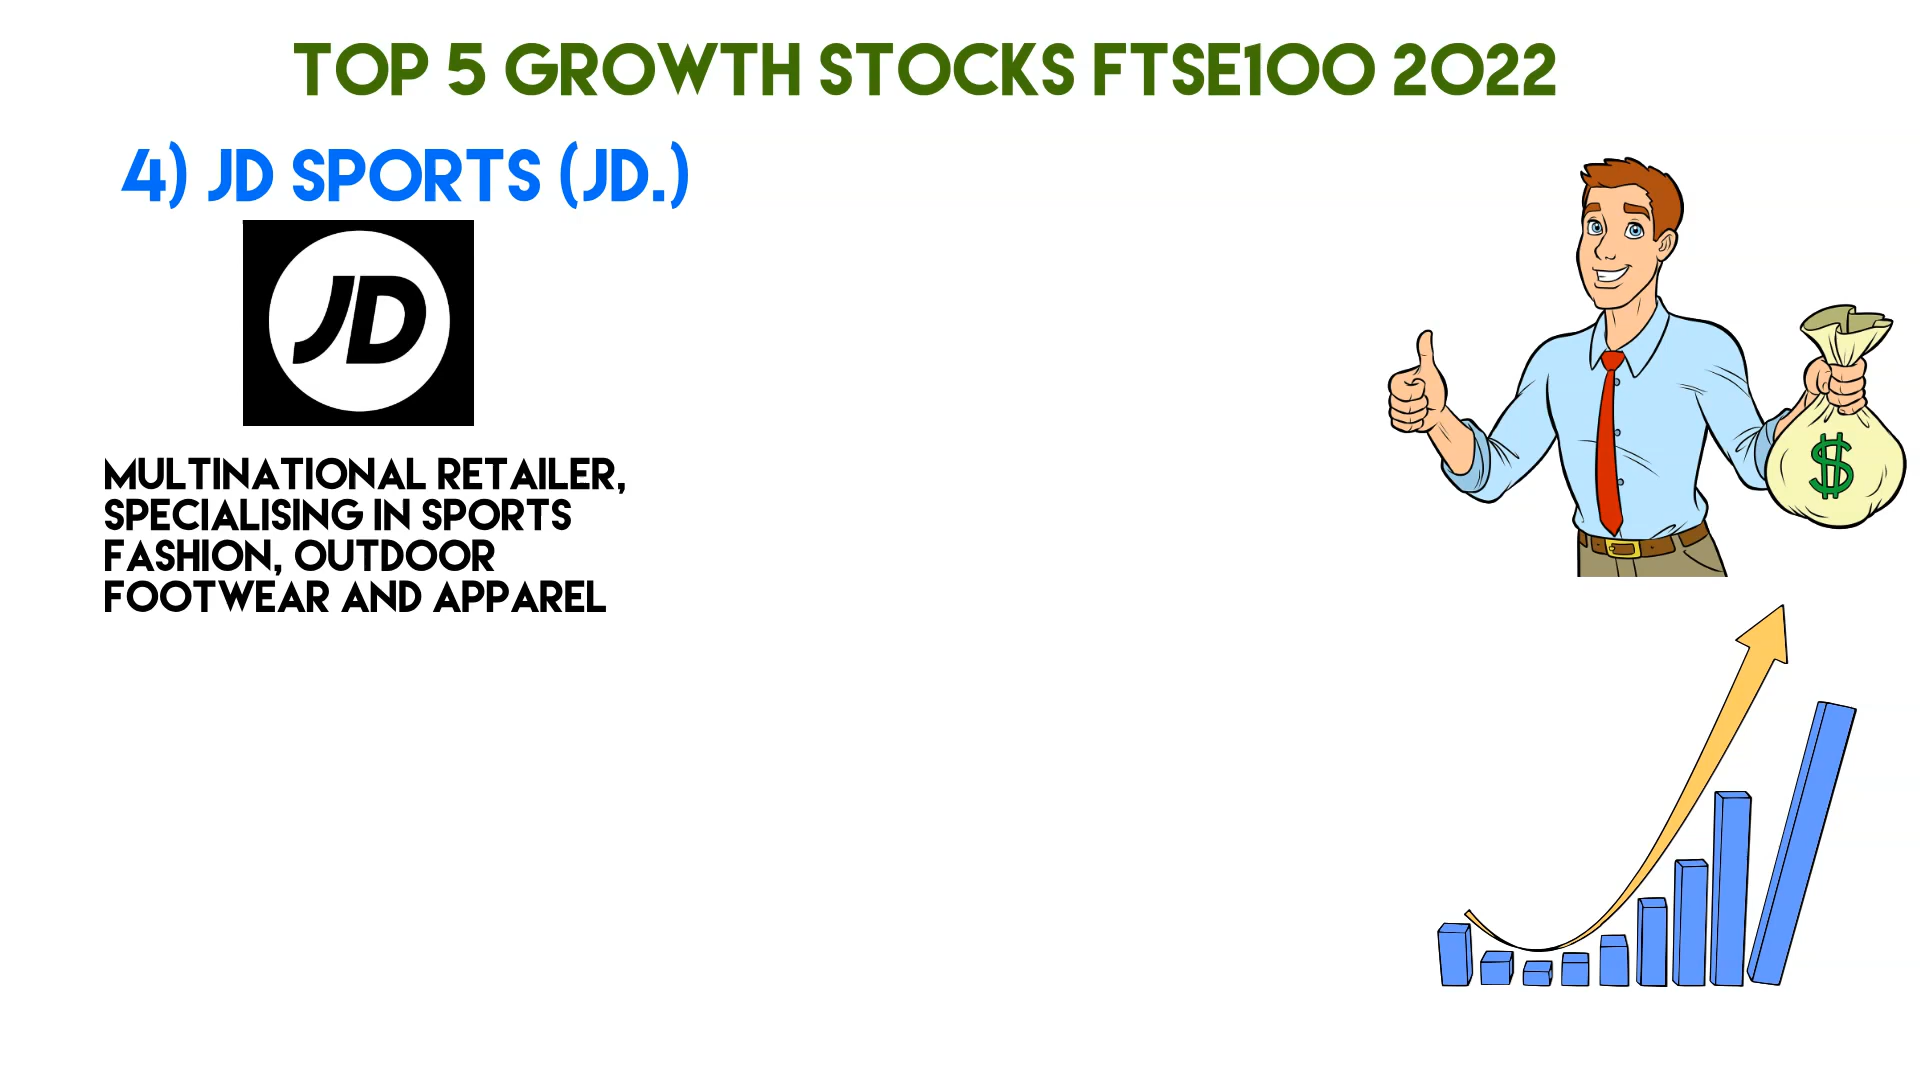 TOP 5 GROWTH STOCKS FTSE100 2022
4) JD SPORTS (JD.)
JD
MULTINATIONAL RETAILER,
SPECIALISING IN SPORTS
FASHION, OUTDOOR
FOOTWEAR AND APPAREL
$